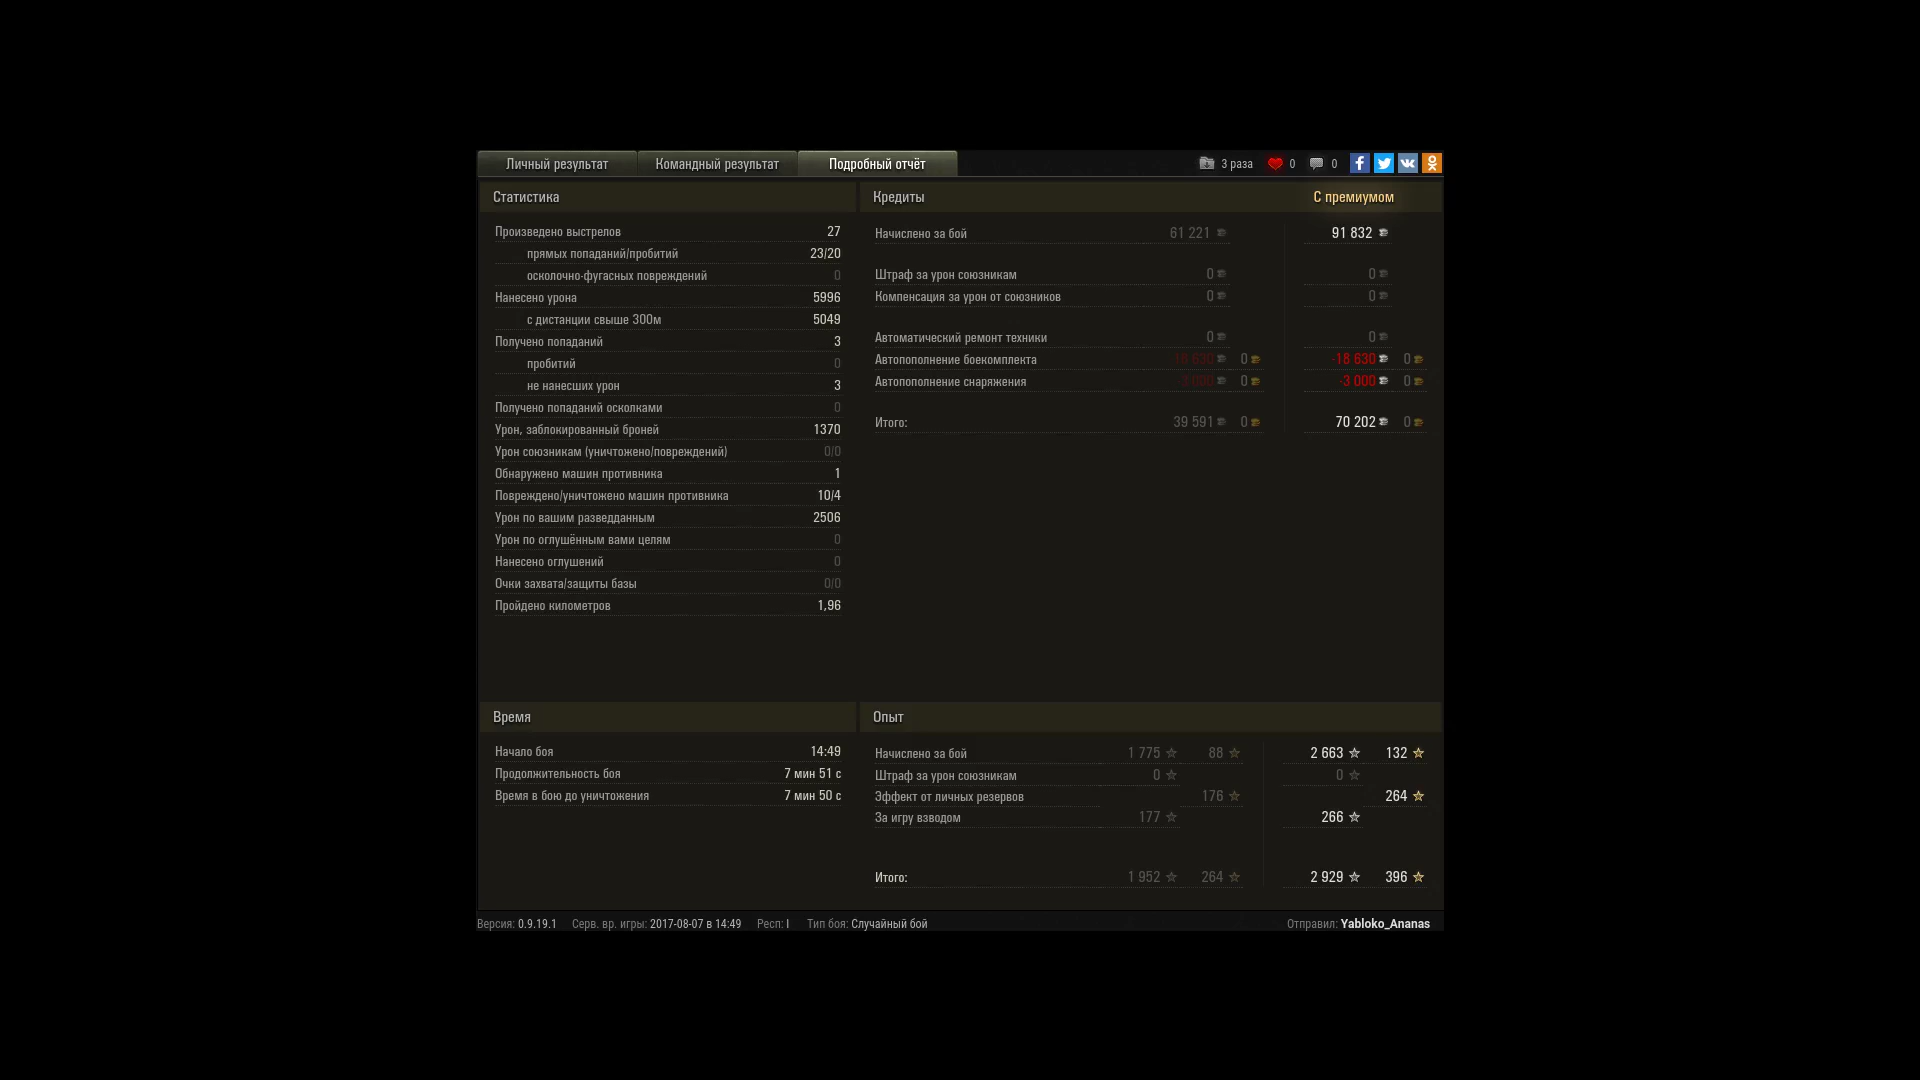 Личный результат Командный результат Подробный отчёт 3 раза 0 0
Статистика
Произведено выстрелов 27
прямых попаданий/пробитий 23/20
осколочно-фугасных повреждений 0
Нанесено урона 5996
с дистанции свыше 300м 5049
Получено попаданий 3
пробитий 0
не нанесших урон 3
Получено попаданий осколками 0
Урон, заблокированный броней 1370
Урон союзникам (уничтожено/повреждений) 0/0
Обнаружено машин противника 1
Повреждено/уничтожено машин противника 10/4
Урон по вашим разведданным 2506
Урон по оглушённым вами целям 0
Нанесено оглушений 0
Очки захвата/защиты базы 0/0
Пройдено километров 1,96
Кредиты С премиумом
Начислено за бой 61 221 91 832
Штраф за урон союзникам 0 0
Компенсация за урон от союзников 0 0
Автоматический ремонт техники 0 0
Автопополнение боекомплекта -18 630 0 -18 630 0
Автопополнение снаряжения -3 000 0 -3 000 0
Итого: 39 591 0 70 202 0
Время
Начало боя 14:49
Продолжительность боя 7 мин 51 с
Время в бою до уничтожения 7 мин 50 с
Опыт
Начислено за бой 1 775 88 2 663 132
Штраф за урон союзникам 0 0
Эффект от личных резервов 176 264
За игру взводом 177 266
Итого: 1 952 264 2 929 396
Версия: 0.9.19.1 Серв. вр. игры: 2017-08-07 в 14:49 Респ: I Тип боя: Случайный бой Отправил: Yabloko_Ananas